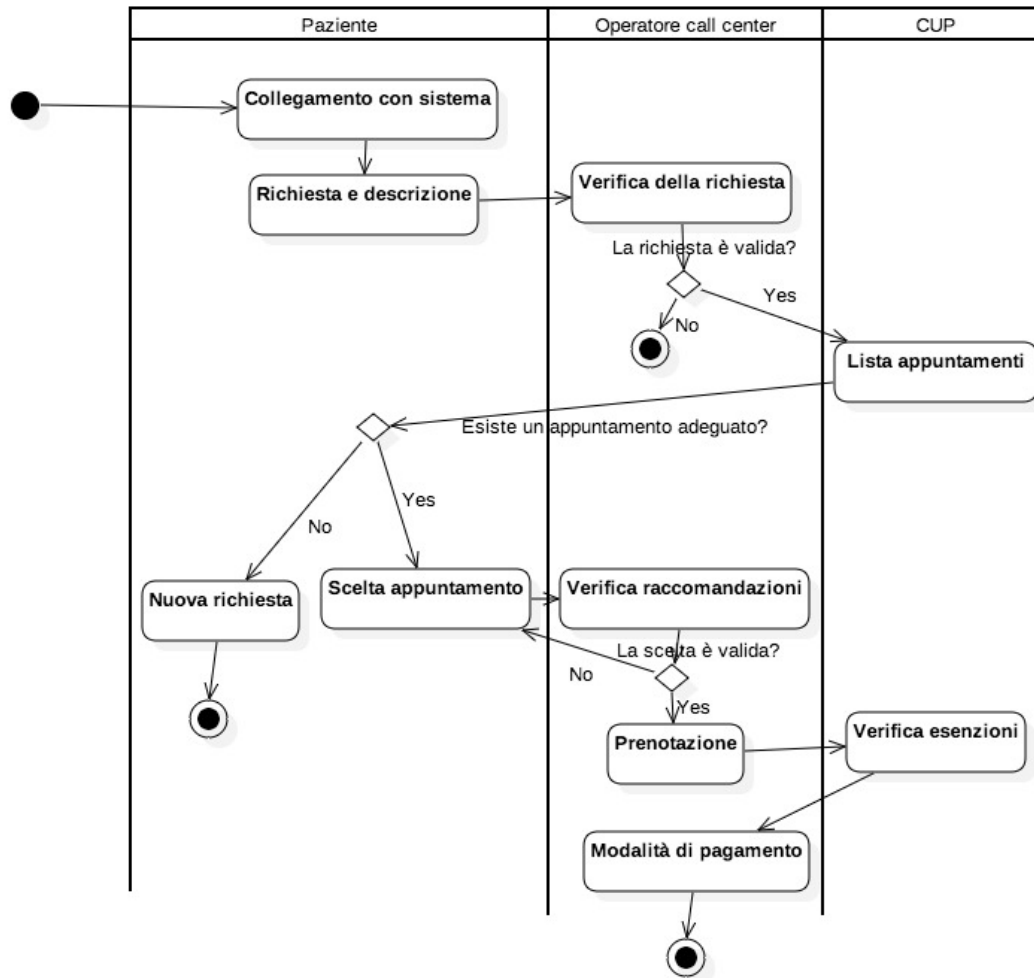 Paziente
Operatore call center
CUP
Collegamento con sistema
Richiesta e descrizione
Verifica della richiesta
La richiesta è valida?
Yes
No
Lista appuntamenti
Esiste un appuntamento adeguato?
Yes
No
Nuova richiesta
Scelta appuntamento
Verifica raccomandazioni
La scelta è valida?
No
Yes
Prenotazione
Verifica esenzioni
Modalità di pagamento